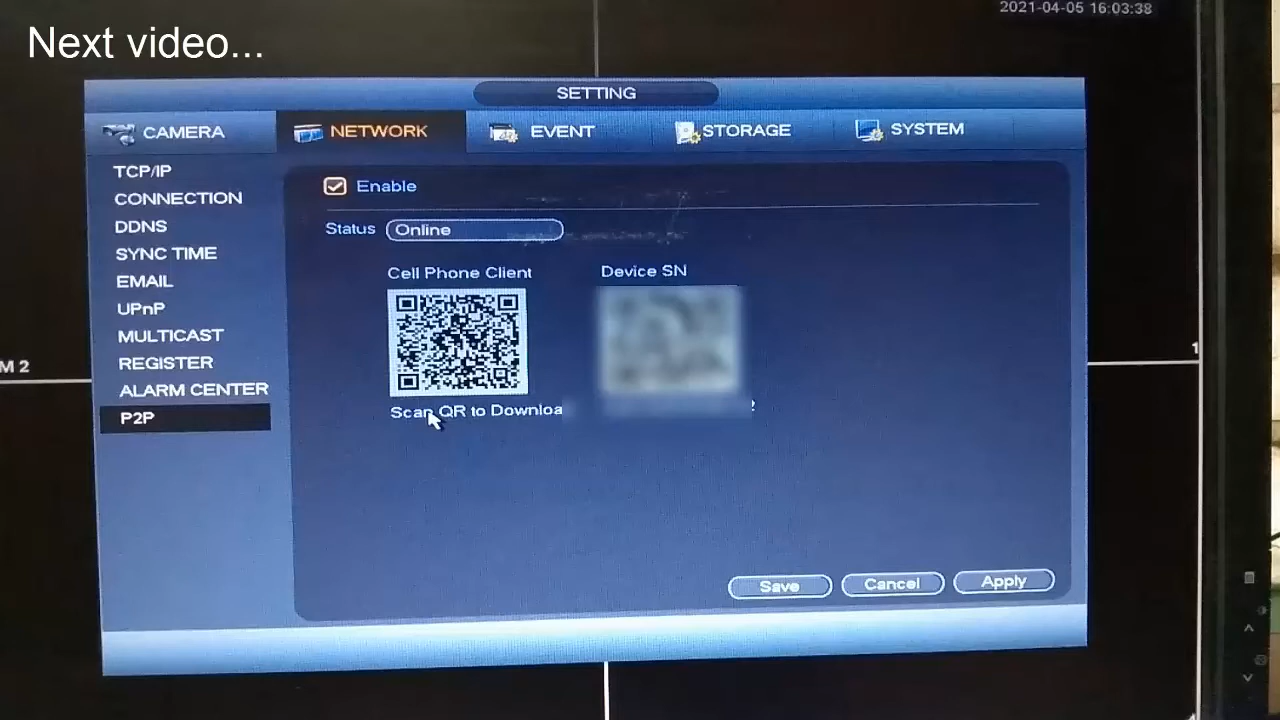 2021-04-05 16:03:38
Next video...
SETTING
CAMERA NETWORK EVENT STORAGE SYSTEM
TCP/IP
CONNECTION
DDNS
SYNC TIME
EMAIL
UPnP
MULTICAST
REGISTER
ALARM CENTER
P2P
Enable
Status Online
Cell Phone Client Device SN
Scan QR to Downloa
M 2
Save Cancel Apply